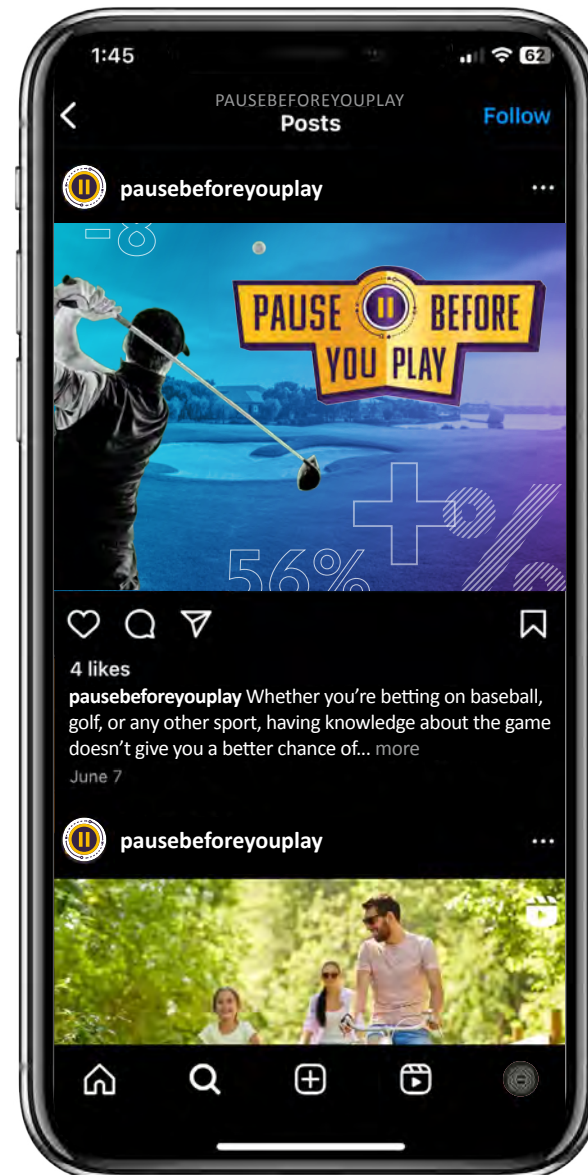 1:45
62
PAUSEBEFOREYOUPLAY
Posts
Follow
pausebeforeyouplay
-8
PAUSE BEFORE
YOU PLAY
+%
56%
4 likes
pausebeforeyouplay Whether you’re betting on baseball,
golf, or any other sport, having knowledge about the game
doesn’t give you a better chance of... more
June 7
pausebeforeyouplay